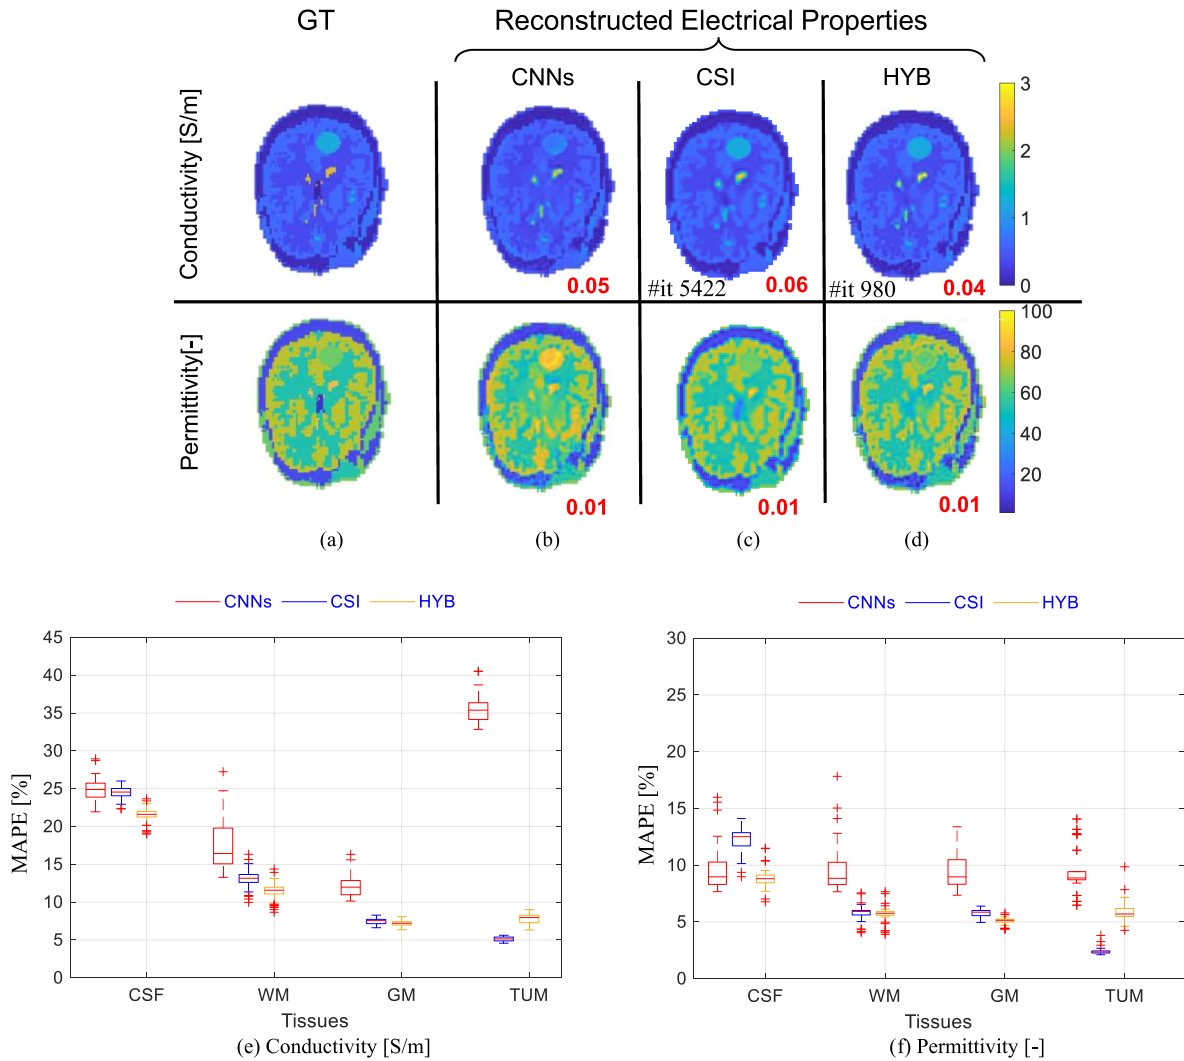 GT
Reconstructed Electrical Properties
CNNs
CSI
HYB
Conductivity [S/m]
3
2
1
0
0.05
#it 5422
0.06
#it 980
0.04
Permittivity[-]
100
80
60
40
20
0.01
0.01
0.01
(a)
(b)
(c)
(d)
CNNs
CSI
HYB
MAPE [%]
45
40
35
30
25
20
15
10
5
0
CSF
WM
GM
TUM
Tissues
(e) Conductivity [S/m]
CNNs
CSI
HYB
MAPE [%]
30
25
20
15
10
5
0
CSF
WM
GM
TUM
Tissues
(f) Permittivity [-]